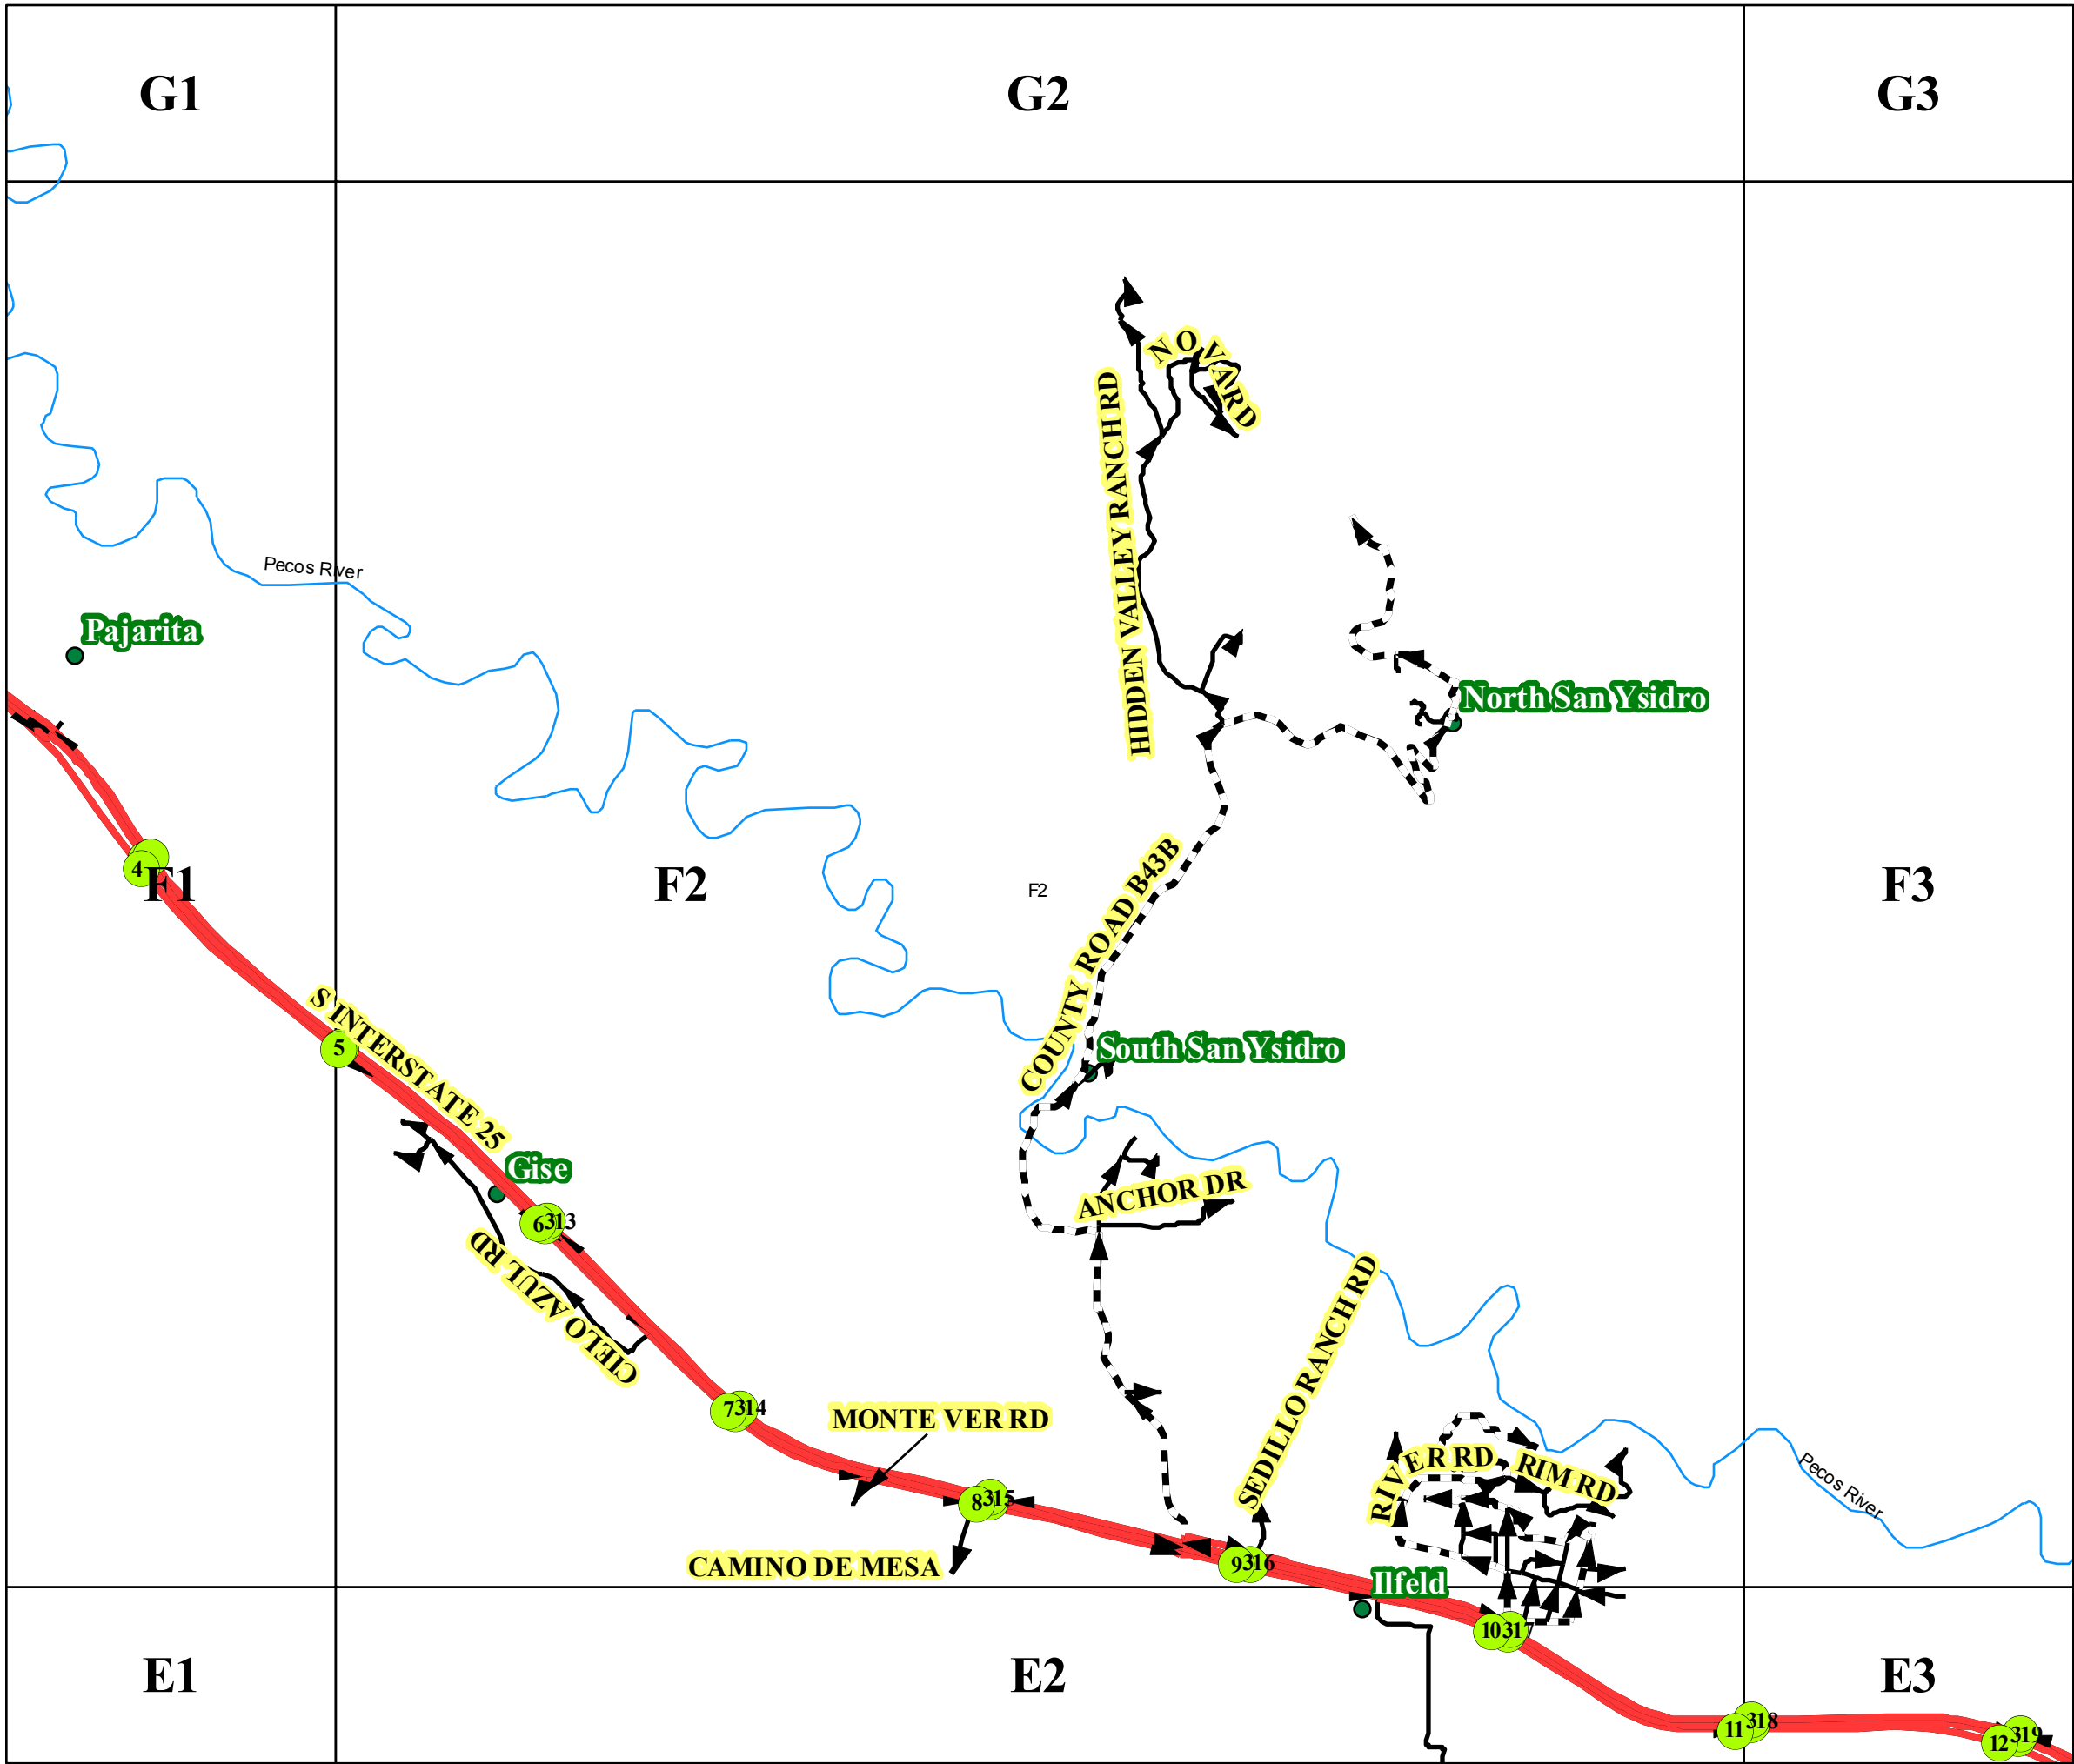 G1
G2
G3
NOVA RD
HIDDEN VALLEY RANCH RD
Pecos River
Pajarita
North San Ysidro
4
F1
F2
F2
COUNTY ROAD B43B
F3
S INTERSTATE 25
5
South San Ysidro
Gise
6 313
ANCHOR DR
CIELO AZUL RD
SEDILLO RANCH RD
7 314
MONTE VER RD
RIVER RD
RIM RD
Pecos River
8 315
CAMINO DE MESA
9 316
Ilfeld
10 317
E1
E2
E3
11 318
12 319